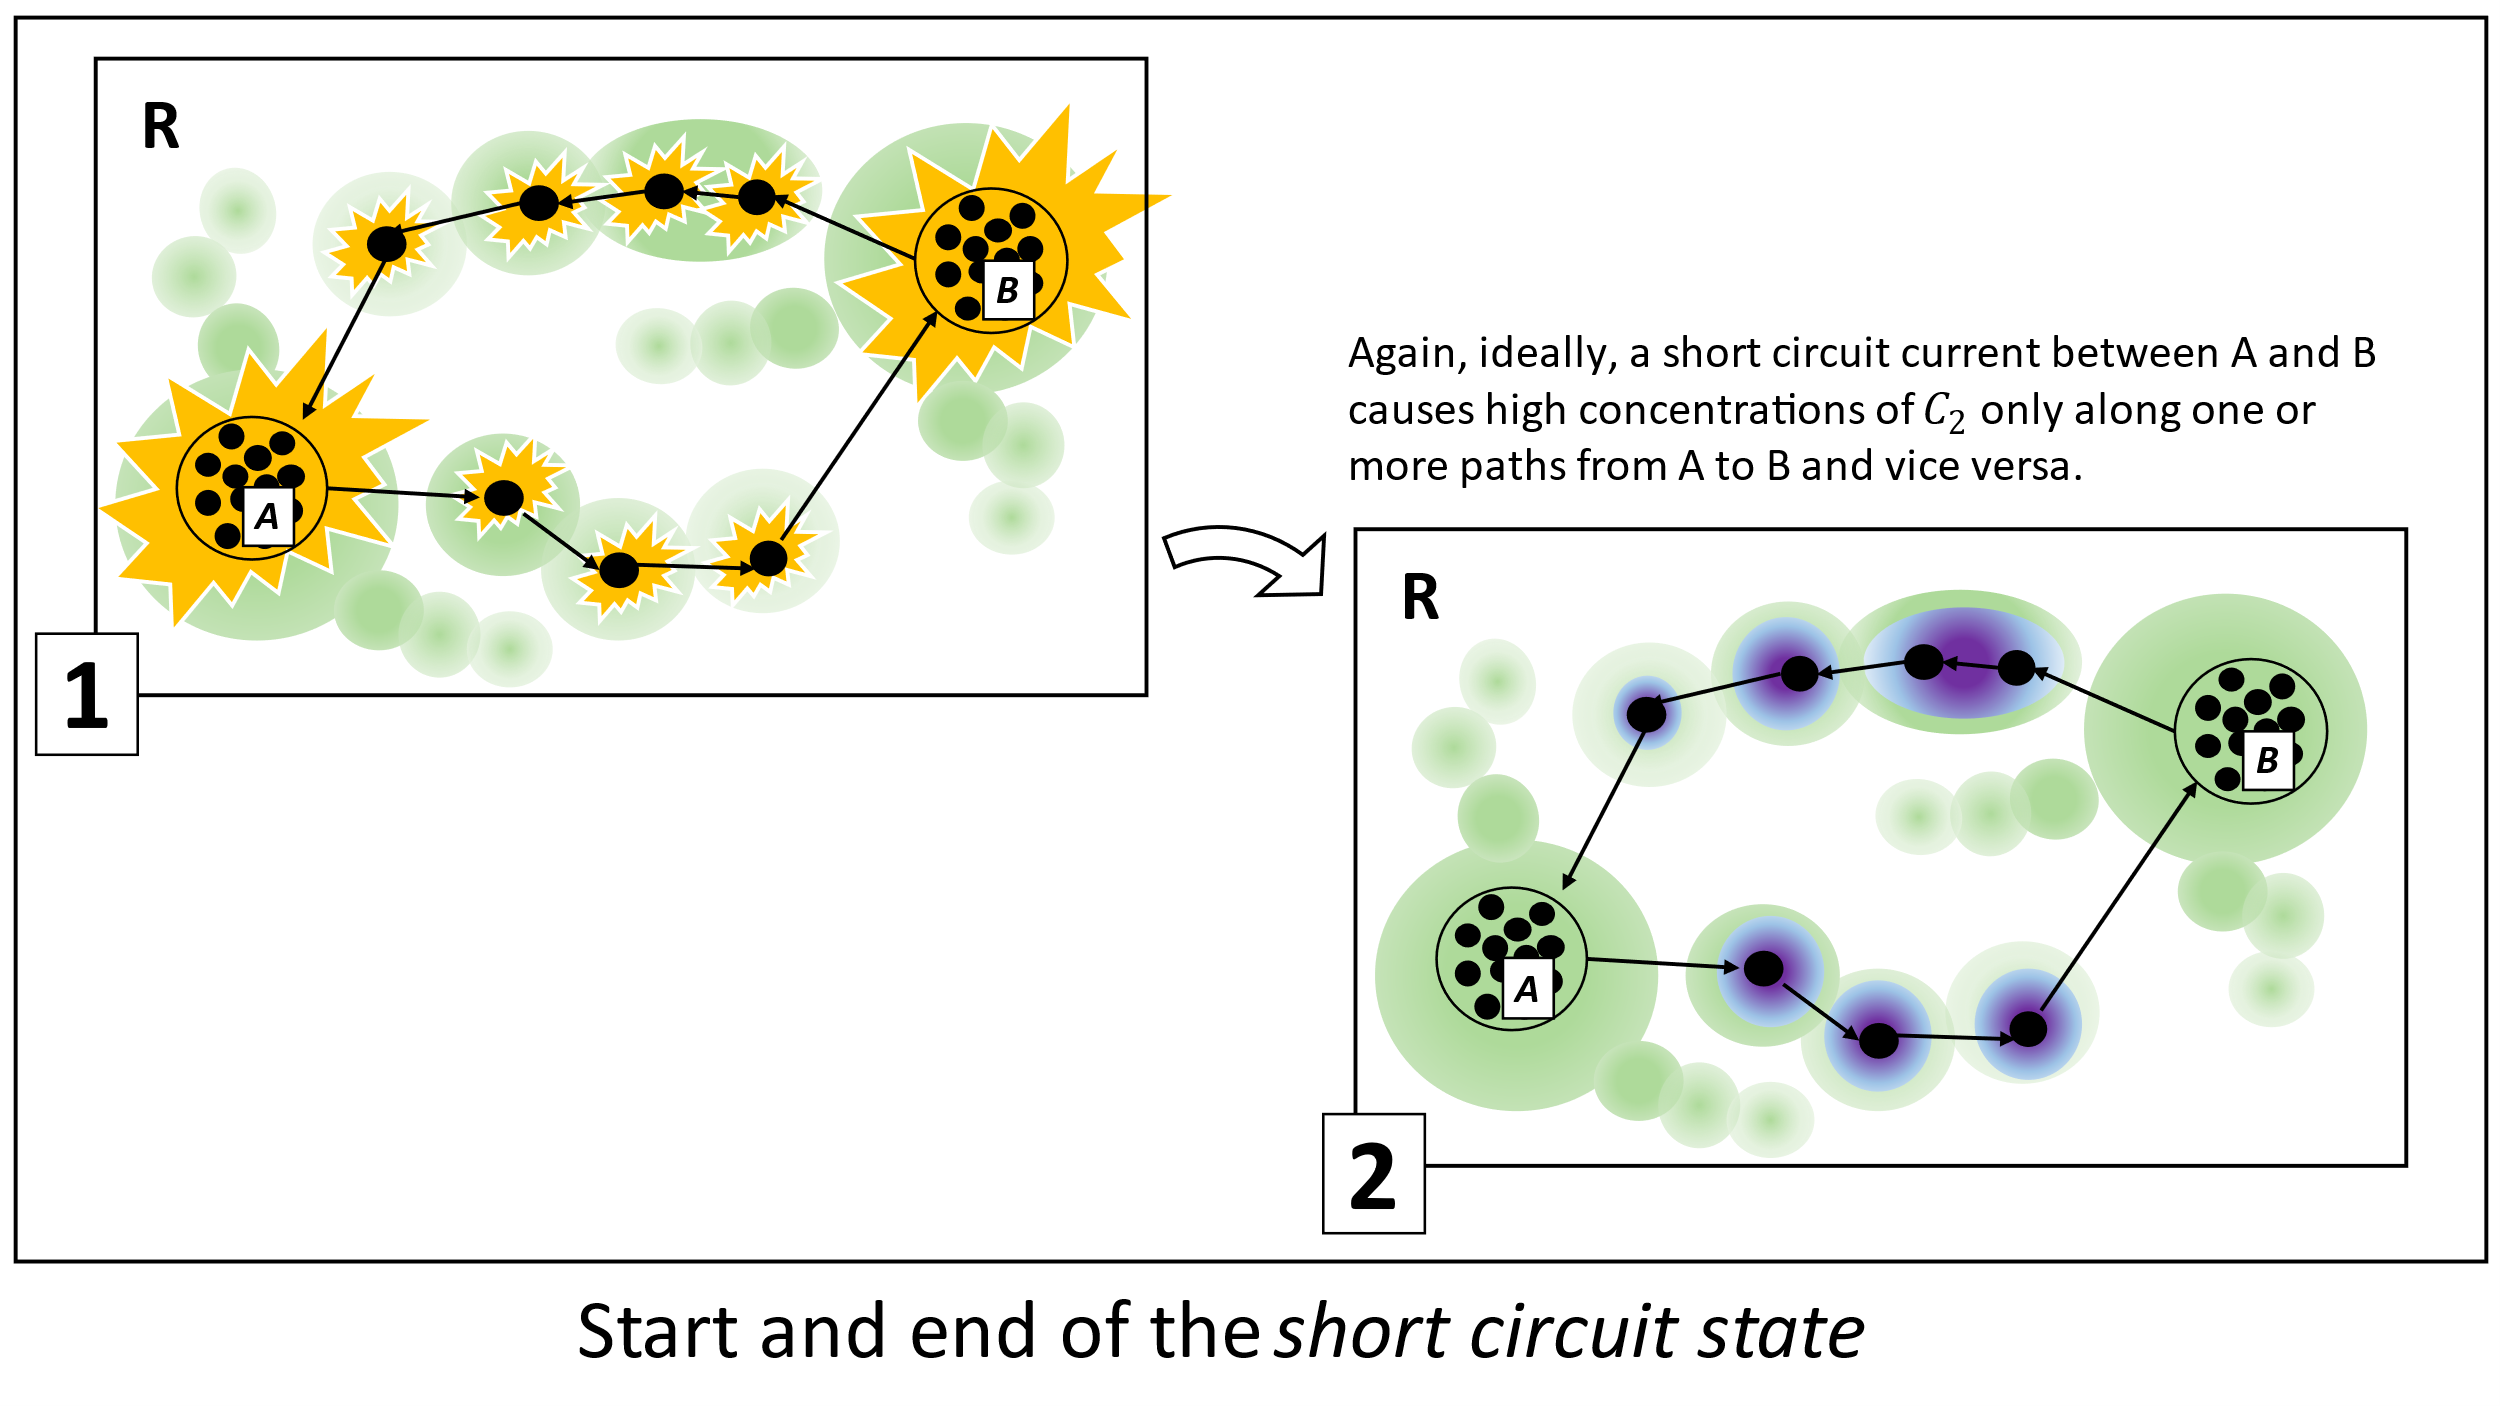 R
B
A
1
Again, ideally, a short circuit current between A and B
causes high concentrations of C₂ only along one or
more paths from A to B and vice versa.
R
B
A
2
Start and end of the short circuit state